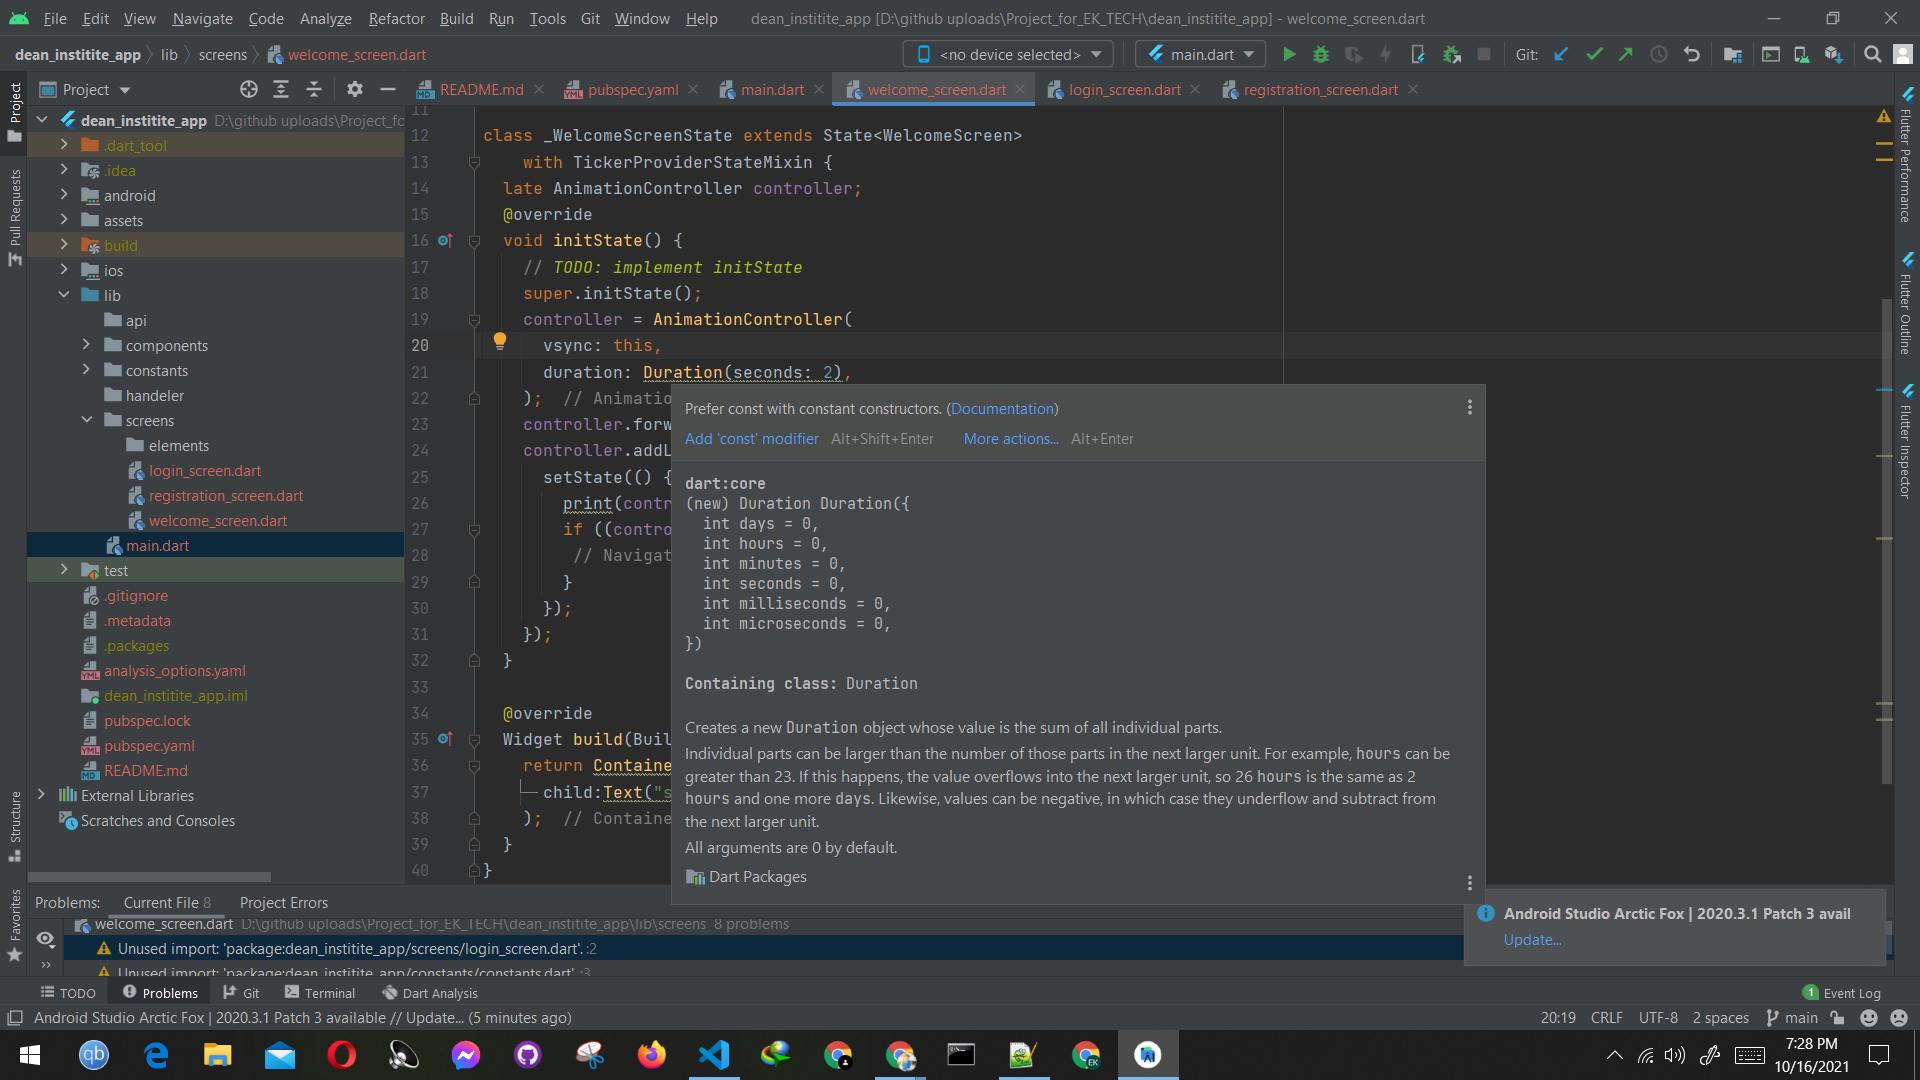 File Edit View Navigate Code Analyze Refactor Build Run Tools Git Window Help dean_institite_app [D:\github uploads\Project_for_EK_TECH\dean_institite_app] - welcome_screen.dart
dean_institite_app lib screens welcome_screen.dart <no device selected> main.dart Git:
Project README.md pubspec.yaml main.dart welcome_screen.dart login_screen.dart registration_screen.dart
Project
Pull Requests
Structure
Favorites
dean_institite_app D:\github uploads\Project_fo
.dart_tool
.idea
android
assets
build
ios
lib
api
components
constants
handeler
screens
elements
login_screen.dart
registration_screen.dart
welcome_screen.dart
main.dart
test
.gitignore
.metadata
.packages
analysis_options.yaml
dean_institite_app.iml
pubspec.lock
pubspec.yaml
README.md
External Libraries
Scratches and Consoles
11
12 class _WelcomeScreenState extends State<WelcomeScreen>
13 with TickerProviderStateMixin {
14 late AnimationController controller;
15 @override
16 void initState() {
17 // TODO: implement initState
18 super.initState();
19 controller = AnimationController(
20 vsync: this,
21 duration: Duration(seconds: 2),
22 ); // Animatio
23 controller.forw
24 controller.addL
25 setState(() {
26 print(contr
27 if ((contro
28 // Navigat
29 }
30 });
31 });
32 }
33
34 @override
35 Widget build(Buil
36 return Containe
37 child:Text("s
38 ); // Containe
39 }
40 }
Prefer const with constant constructors. (Documentation)
Add 'const' modifier Alt+Shift+Enter More actions... Alt+Enter
dart:core
(new) Duration Duration({
int days = 0,
int hours = 0,
int minutes = 0,
int seconds = 0,
int milliseconds = 0,
int microseconds = 0,
})
Containing class: Duration
Creates a new Duration object whose value is the sum of all individual parts.
Individual parts can be larger than the number of those parts in the next larger unit. For example, hours can be
greater than 23. If this happens, the value overflows into the next larger unit, so 26 hours is the same as 2
hours and one more days. Likewise, values can be negative, in which case they underflow and subtract from
the next larger unit.
All arguments are 0 by default.
Dart Packages
Flutter Performance
Flutter Outline
Flutter Inspector
Problems: Current File 8 Project Errors
welcome_screen.dart D:\github uploads\Project_for_EK_TECH\dean_institite_app\lib\screens 8 problems
Unused import: 'package:dean_institite_app/screens/login_screen.dart'. :2
Unused import: 'package:dean_institite_app/constants/constants.dart'. :3
Android Studio Arctic Fox | 2020.3.1 Patch 3 avail
Update...
TODO Problems Git Terminal Dart Analysis 1 Event Log
Android Studio Arctic Fox | 2020.3.1 Patch 3 available // Update... (5 minutes ago) 20:19 CRLF UTF-8 2 spaces main
7:28 PM
10/16/2021